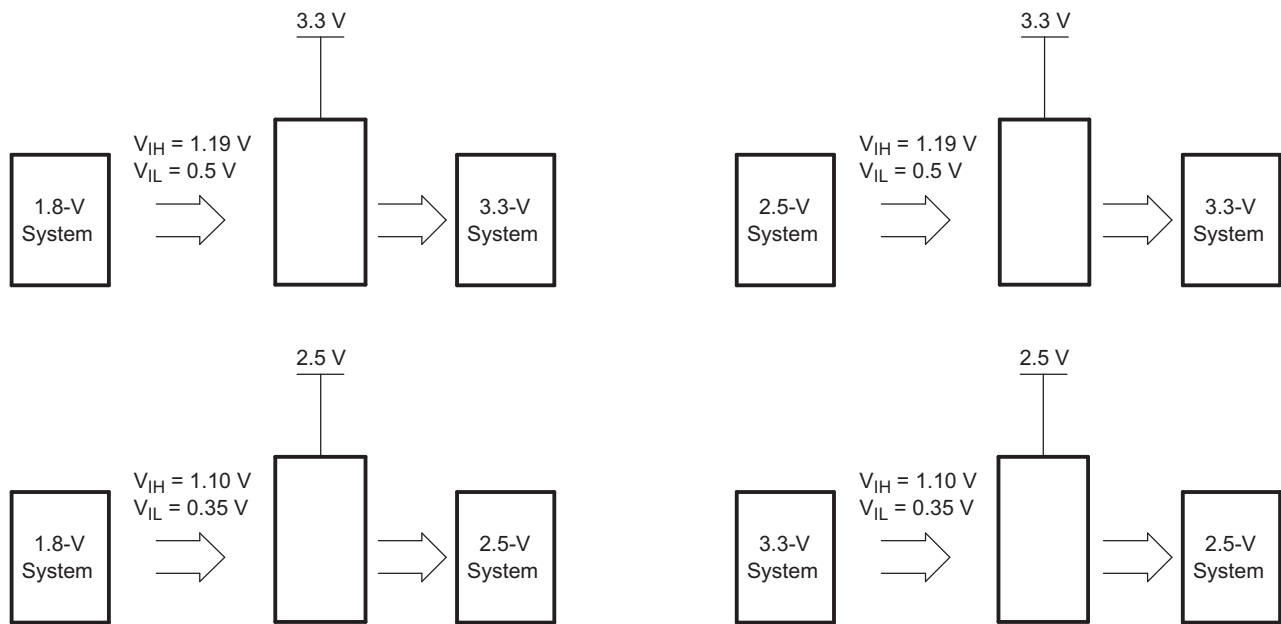 3.3 V
V_IH = 1.19 V
V_IL = 0.5 V
1.8-V
System
3.3-V
System
3.3 V
V_IH = 1.19 V
V_IL = 0.5 V
2.5-V
System
3.3-V
System
2.5 V
V_IH = 1.10 V
V_IL = 0.35 V
1.8-V
System
2.5-V
System
2.5 V
V_IH = 1.10 V
V_IL = 0.35 V
3.3-V
System
2.5-V
System